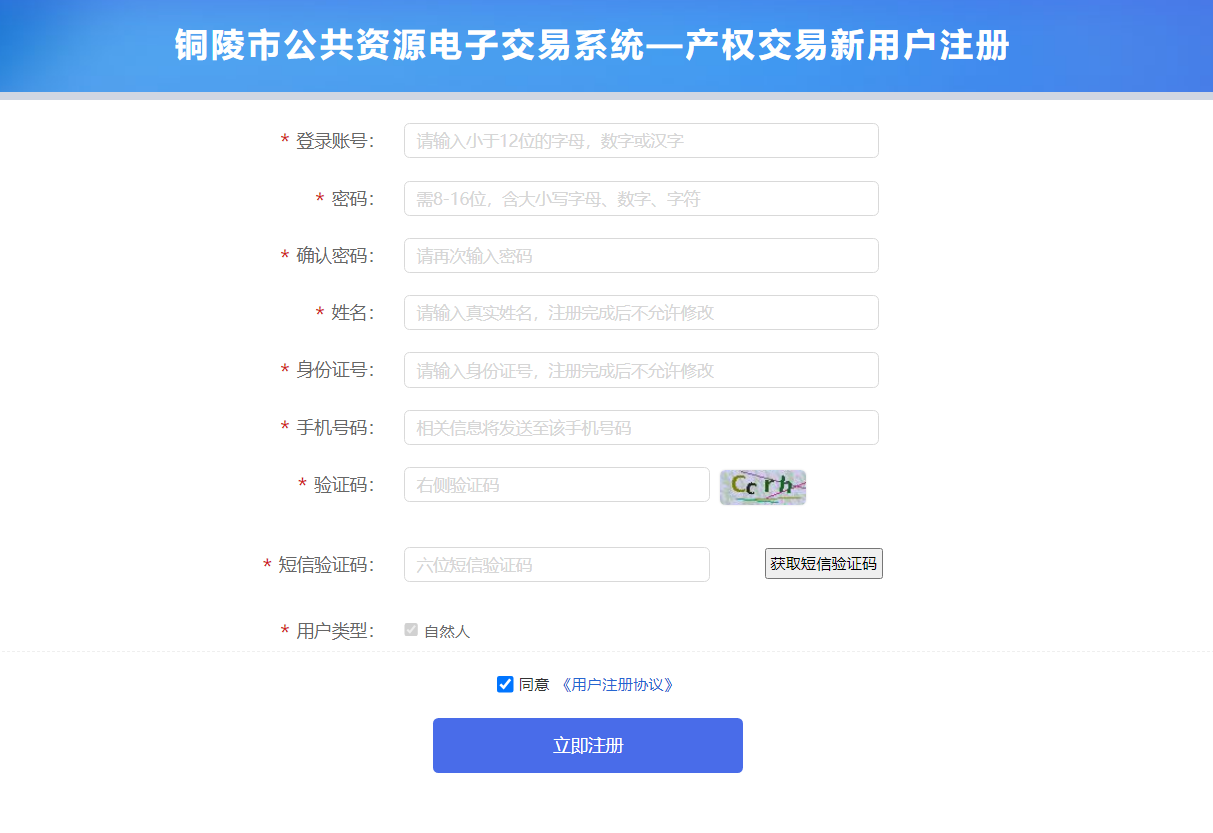 铜陵市公共资源电子交易系统—产权交易新用户注册
* 登录账号： 请输入小于12位的字母，数字或汉字
* 密码： 需8-16位，含大小写字母、数字、字符
* 确认密码： 请再次输入密码
* 姓名： 请输入真实姓名，注册完成后不允许修改
* 身份证号： 请输入身份证号，注册完成后不允许修改
* 手机号码： 相关信息将发送至该手机号码
* 验证码： 右侧验证码 Ccrh
* 短信验证码： 六位短信验证码 获取短信验证码
* 用户类型： 自然人
同意 《用户注册协议》
立即注册